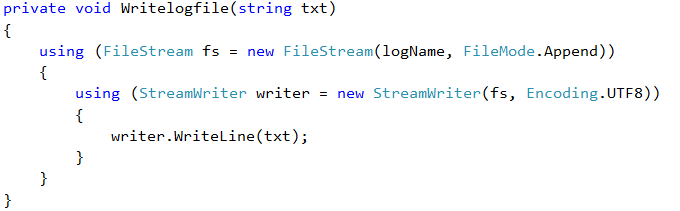 private void Writelogfile(string txt)
{
    using (FileStream fs = new FileStream(logName, FileMode.Append))
    {
        using (StreamWriter writer = new StreamWriter(fs, Encoding.UTF8))
        {
            writer.WriteLine(txt);
        }
    }
}